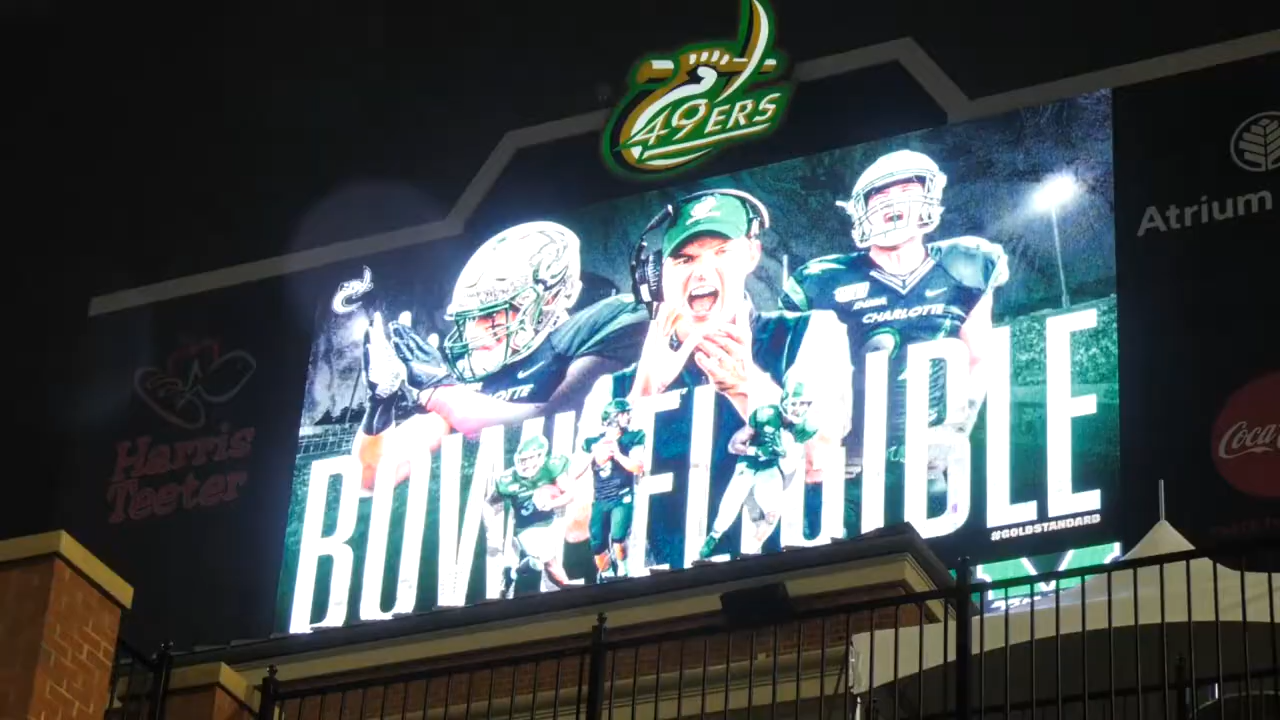 49ERS
Atrium
Harris
Teeter
CHARLOTTE
BOWL ELIGIBLE
Coca
#GOLDSTANDARD